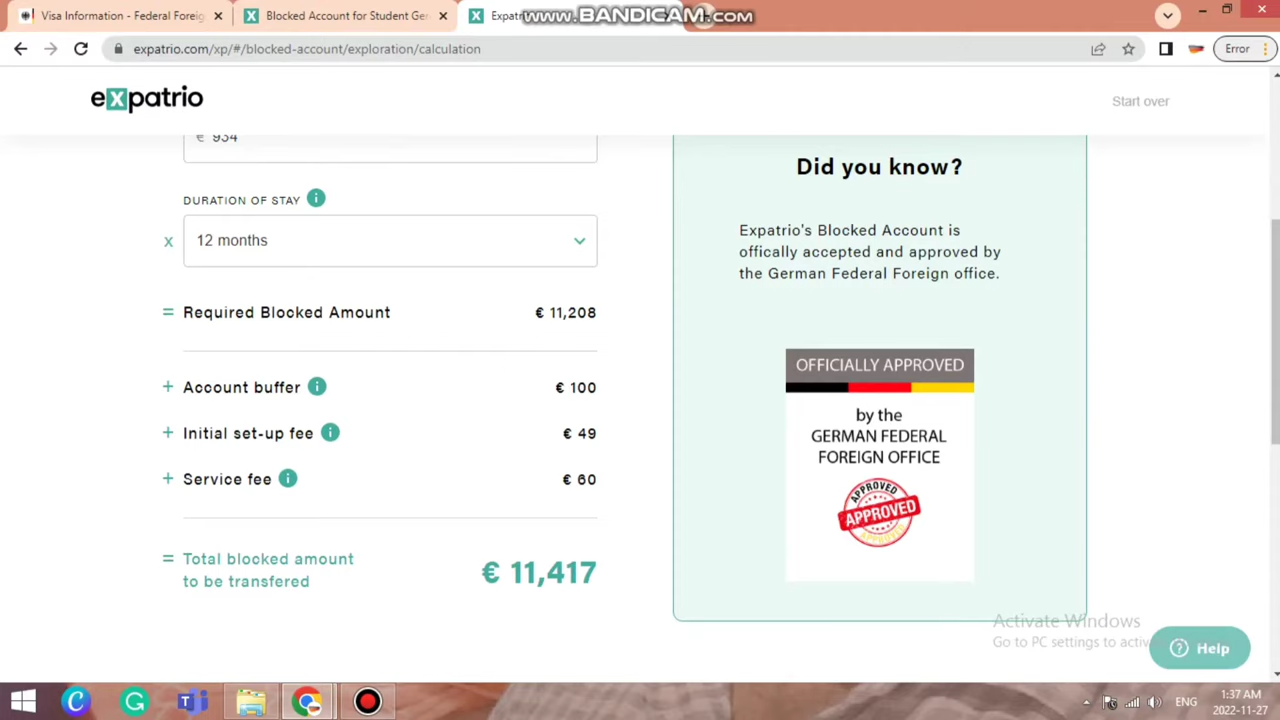 Visa Information - Federal Foreig
Blocked Account for Student Ger
Expat
www.BANDICAM.com
expatrio.com/xp/#/blocked-account/exploration/calculation
Error
expatrio
Start over
€ 934
Did you know?
DURATION OF STAY
Expatrio's Blocked Account is
offically accepted and approved by
the German Federal Foreign office.
x 12 months
= Required Blocked Amount € 11,208
OFFICIALLY APPROVED
by the
GERMAN FEDERAL
FOREIGN OFFICE
APPROVED
APPROVED
APPROVED
+ Account buffer € 100
+ Initial set-up fee € 49
+ Service fee € 60
= Total blocked amount
to be transfered
€ 11,417
Activate Windows
Go to PC settings to activ
Help
ENG
1:37 AM
2022-11-27